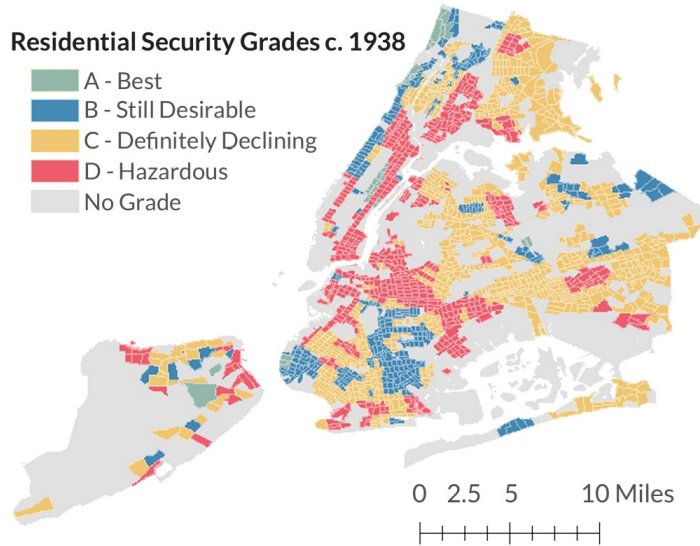 Residential Security Grades c. 1938
A - Best
B - Still Desirable
C - Definitely Declining
D - Hazardous
No Grade
0 2.5 5 10 Miles